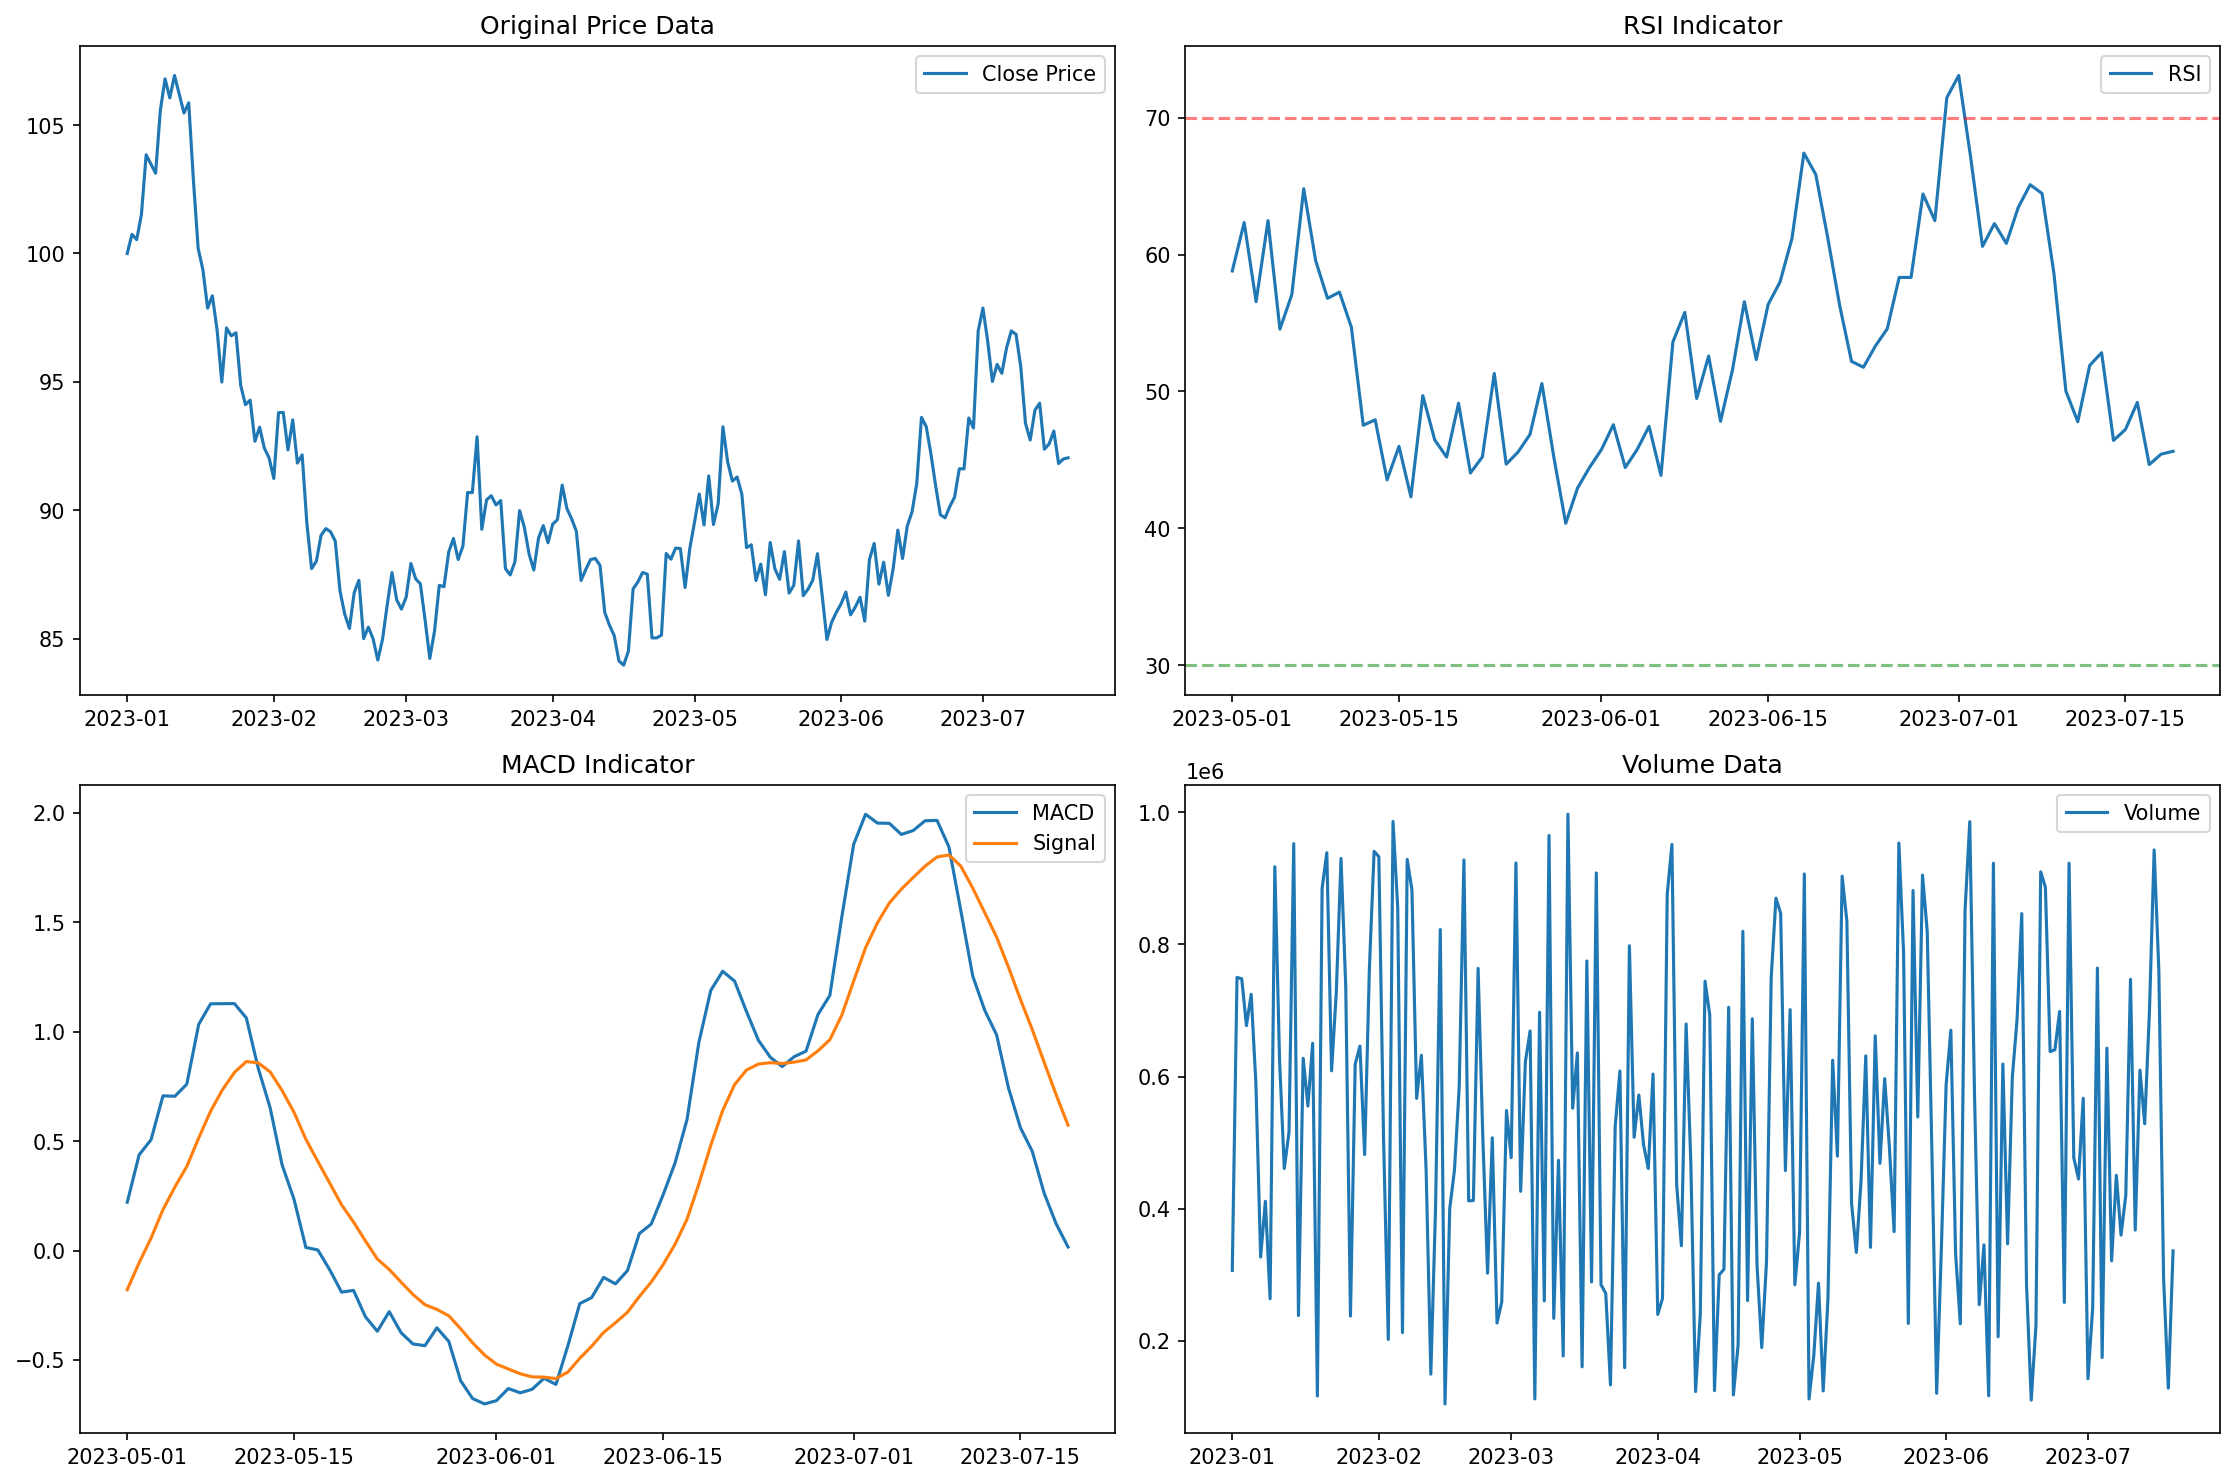 Original Price Data
Close Price
105
100
95
90
85
2023-01 2023-02 2023-03 2023-04 2023-05 2023-06 2023-07
RSI Indicator
RSI
70
60
50
40
30
2023-05-01 2023-05-15 2023-06-01 2023-06-15 2023-07-01 2023-07-15
MACD Indicator
MACD
Signal
2.0
1.5
1.0
0.5
0.0
−0.5
2023-05-01 2023-05-15 2023-06-01 2023-06-15 2023-07-01 2023-07-15
Volume Data
1e6
Volume
1.0
0.8
0.6
0.4
0.2
2023-01 2023-02 2023-03 2023-04 2023-05 2023-06 2023-07